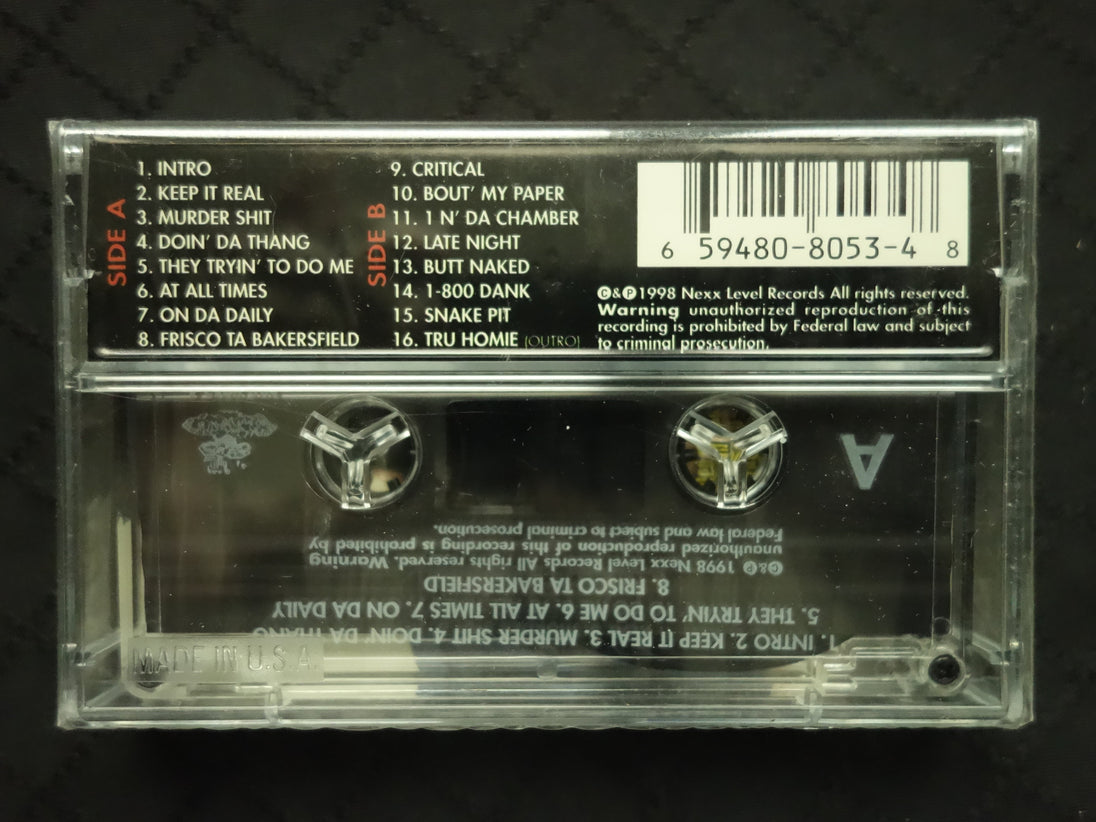 SIDE A
1. INTRO
2. KEEP IT REAL
3. MURDER SHIT
4. DOIN' DA THANG
5. THEY TRYIN' TO DO ME
6. AT ALL TIMES
7. ON DA DAILY
8. FRISCO TA BAKERSFIELD
SIDE B
9. CRITICAL
10. BOUT' MY PAPER
11. 1 N' DA CHAMBER
12. LATE NIGHT
13. BUTT NAKED
14. 1-800 DANK
15. SNAKE PIT
16. TRU HOMIE (OUTRO)
6 59480-8053-4 8
©&℗1998 Nexx Level Records All rights reserved.
Warning unauthorized reproduction of this
recording is prohibited by Federal law and subject
to criminal prosecution.
A
1. INTRO 2. KEEP IT REAL 3. MURDER SHIT 4. DOIN' DA THANG
5. THEY TRYIN' TO DO ME 6. AT ALL TIMES 7. ON DA DAILY
8. FRISCO TA BAKERSFIELD
©&℗ 1998 Nexx Level Records All rights reserved. Warning
unauthorized reproduction of this recording is prohibited by
Federal law and subject to criminal prosecution.
MADE IN U.S.A.